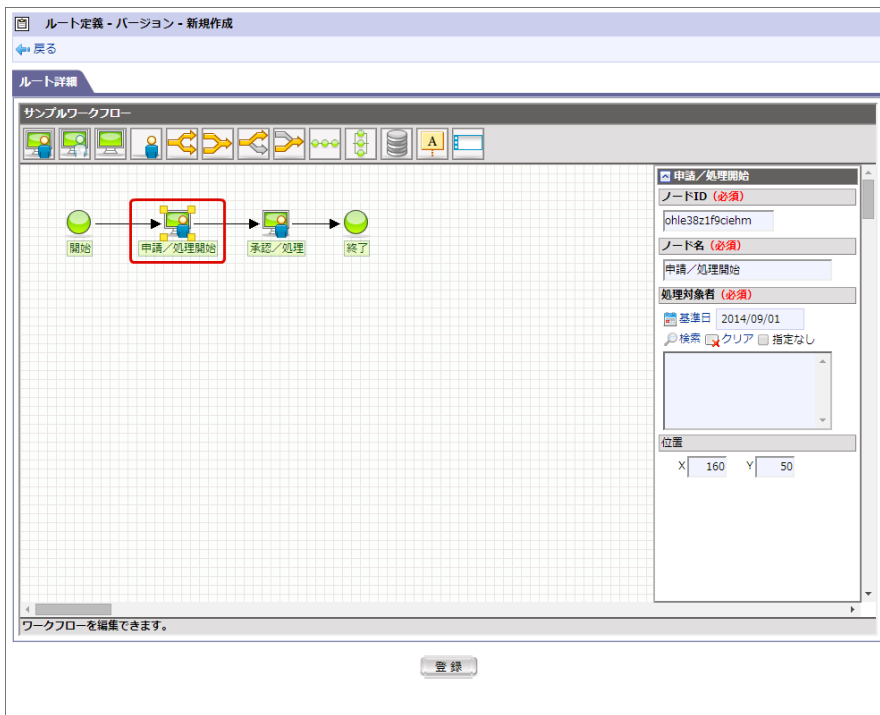 ルート定義 - バージョン - 新規作成
戻る
ルート詳細
サンプルワークフロー
A
開始
申請／処理開始
承認／処理
終了
申請／処理開始
ノードID（必須）
ohle38z1f9ciehm
ノード名（必須）
申請／処理開始
処理対象者（必須）
基準日 2014/09/01
検索 クリア 指定なし
位置
X 160 Y 50
ワークフローを編集できます。
登録